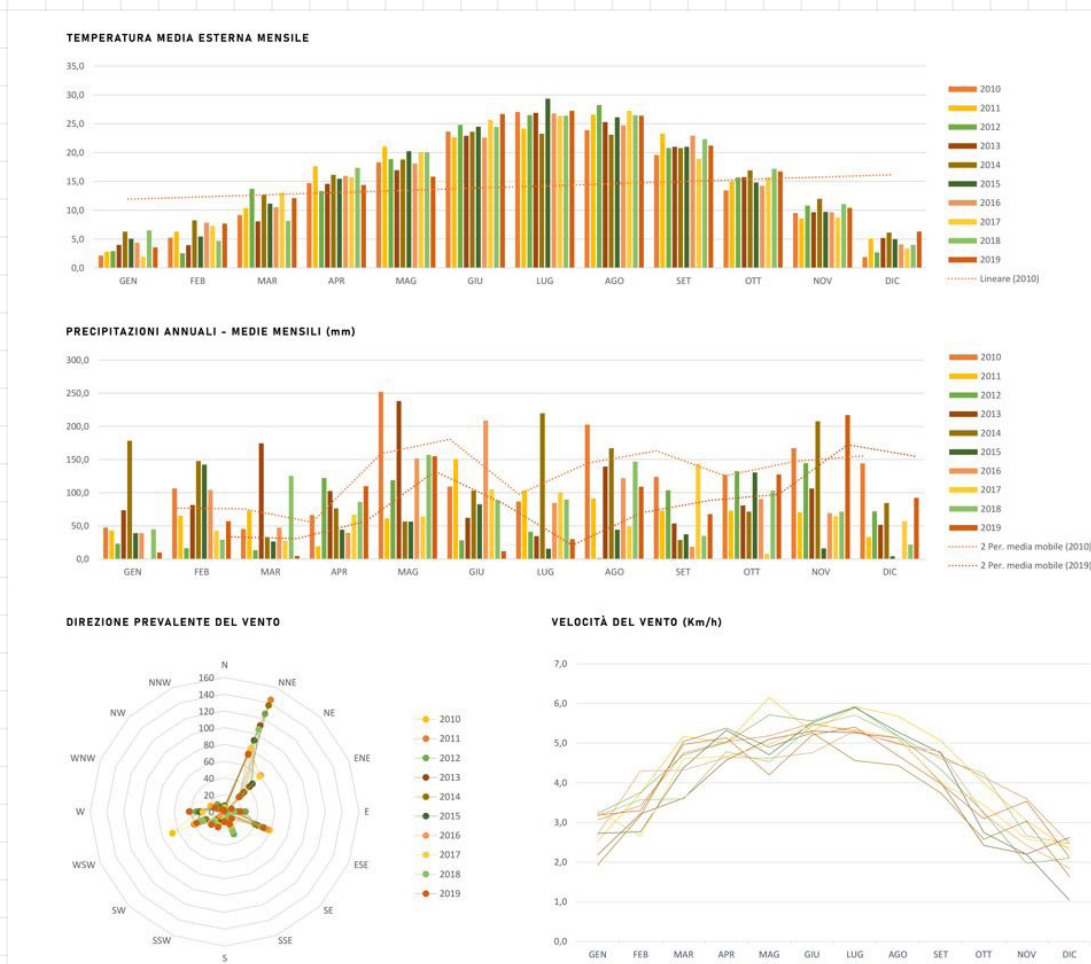 TEMPERATURA MEDIA ESTERNA MENSILE
35,0
30,0
25,0
20,0
15,0
10,0
5,0
0,0
GEN FEB MAR APR MAG GIU LUG AGO SET OTT NOV DIC
2010
2011
2012
2013
2014
2015
2016
2017
2018
2019
Lineare (2010)
PRECIPITAZIONI ANNUALI - MEDIE MENSILI (mm)
300,0
250,0
200,0
150,0
100,0
50,0
0,0
GEN FEB MAR APR MAG GIU LUG AGO SET OTT NOV DIC
2010
2011
2012
2013
2014
2015
2016
2017
2018
2019
2 Per. media mobile (2010)
2 Per. media mobile (2019)
DIREZIONE PREVALENTE DEL VENTO
N
NNE
NE
ENE
E
ESE
SE
SSE
S
SSW
SW
WSW
W
WNW
NW
NNW
160
140
120
100
80
60
40
20
0
2010
2011
2012
2013
2014
2015
2016
2017
2018
2019
VELOCITÀ DEL VENTO (Km/h)
7,0
6,0
5,0
4,0
3,0
2,0
1,0
0,0
GEN FEB MAR APR MAG GIU LUG AGO SET OTT NOV DIC